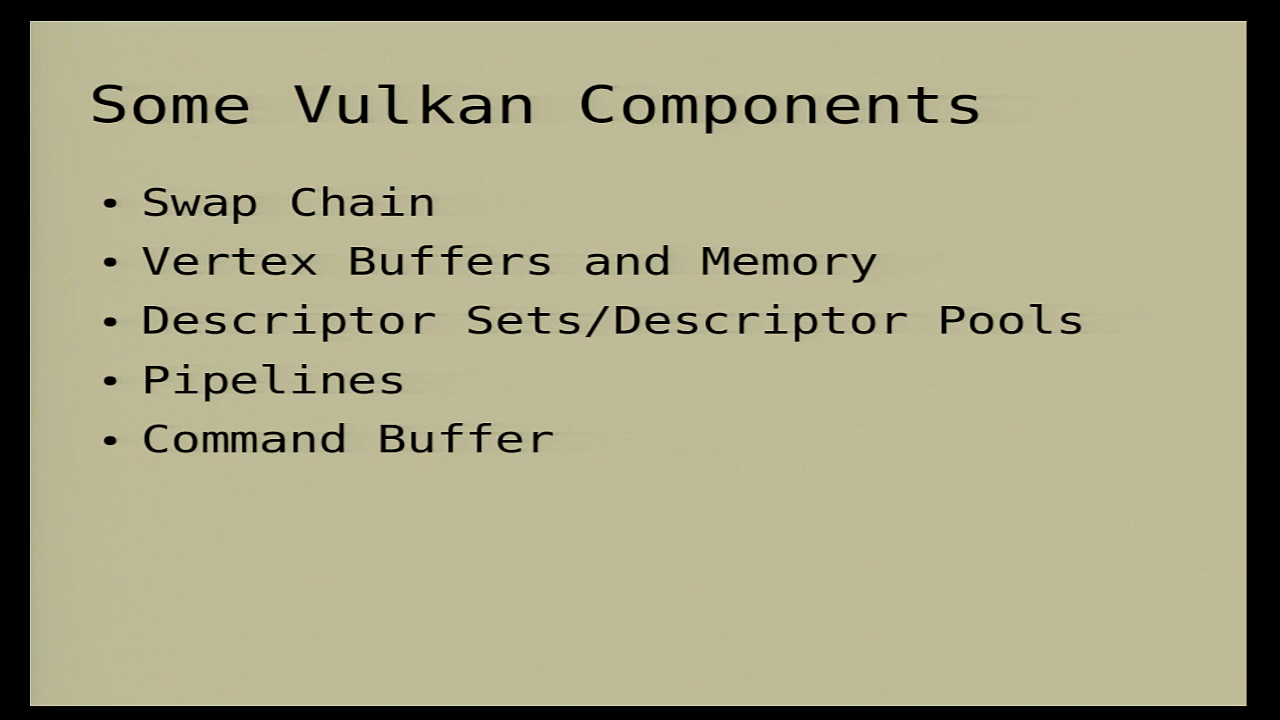 Some Vulkan Components
• Swap Chain
• Vertex Buffers and Memory
• Descriptor Sets/Descriptor Pools
• Pipelines
• Command Buffer